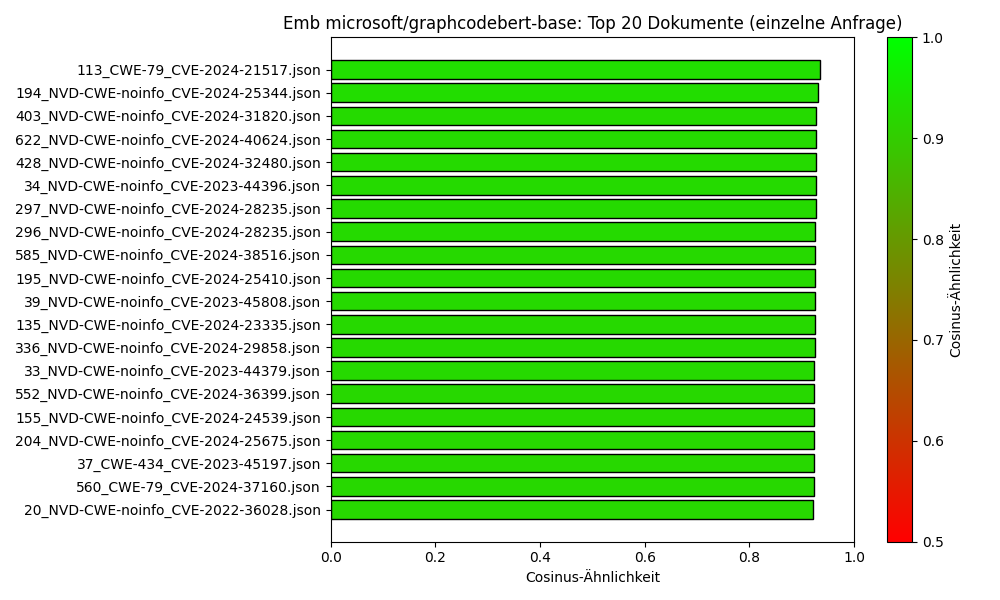 Emb microsoft/graphcodebert-base: Top 20 Dokumente (einzelne Anfrage)
113_CWE-79_CVE-2024-21517.json
194_NVD-CWE-noinfo_CVE-2024-25344.json
403_NVD-CWE-noinfo_CVE-2024-31820.json
622_NVD-CWE-noinfo_CVE-2024-40624.json
428_NVD-CWE-noinfo_CVE-2024-32480.json
34_NVD-CWE-noinfo_CVE-2023-44396.json
297_NVD-CWE-noinfo_CVE-2024-28235.json
296_NVD-CWE-noinfo_CVE-2024-28235.json
585_NVD-CWE-noinfo_CVE-2024-38516.json
195_NVD-CWE-noinfo_CVE-2024-25410.json
39_NVD-CWE-noinfo_CVE-2023-45808.json
135_NVD-CWE-noinfo_CVE-2024-23335.json
336_NVD-CWE-noinfo_CVE-2024-29858.json
33_NVD-CWE-noinfo_CVE-2023-44379.json
552_NVD-CWE-noinfo_CVE-2024-36399.json
155_NVD-CWE-noinfo_CVE-2024-24539.json
204_NVD-CWE-noinfo_CVE-2024-25675.json
37_CWE-434_CVE-2023-45197.json
560_CWE-79_CVE-2024-37160.json
20_NVD-CWE-noinfo_CVE-2022-36028.json
0.0 0.2 0.4 0.6 0.8 1.0
Cosinus-Ähnlichkeit
1.0
0.9
0.8
0.7
0.6
0.5
Cosinus-Ähnlichkeit